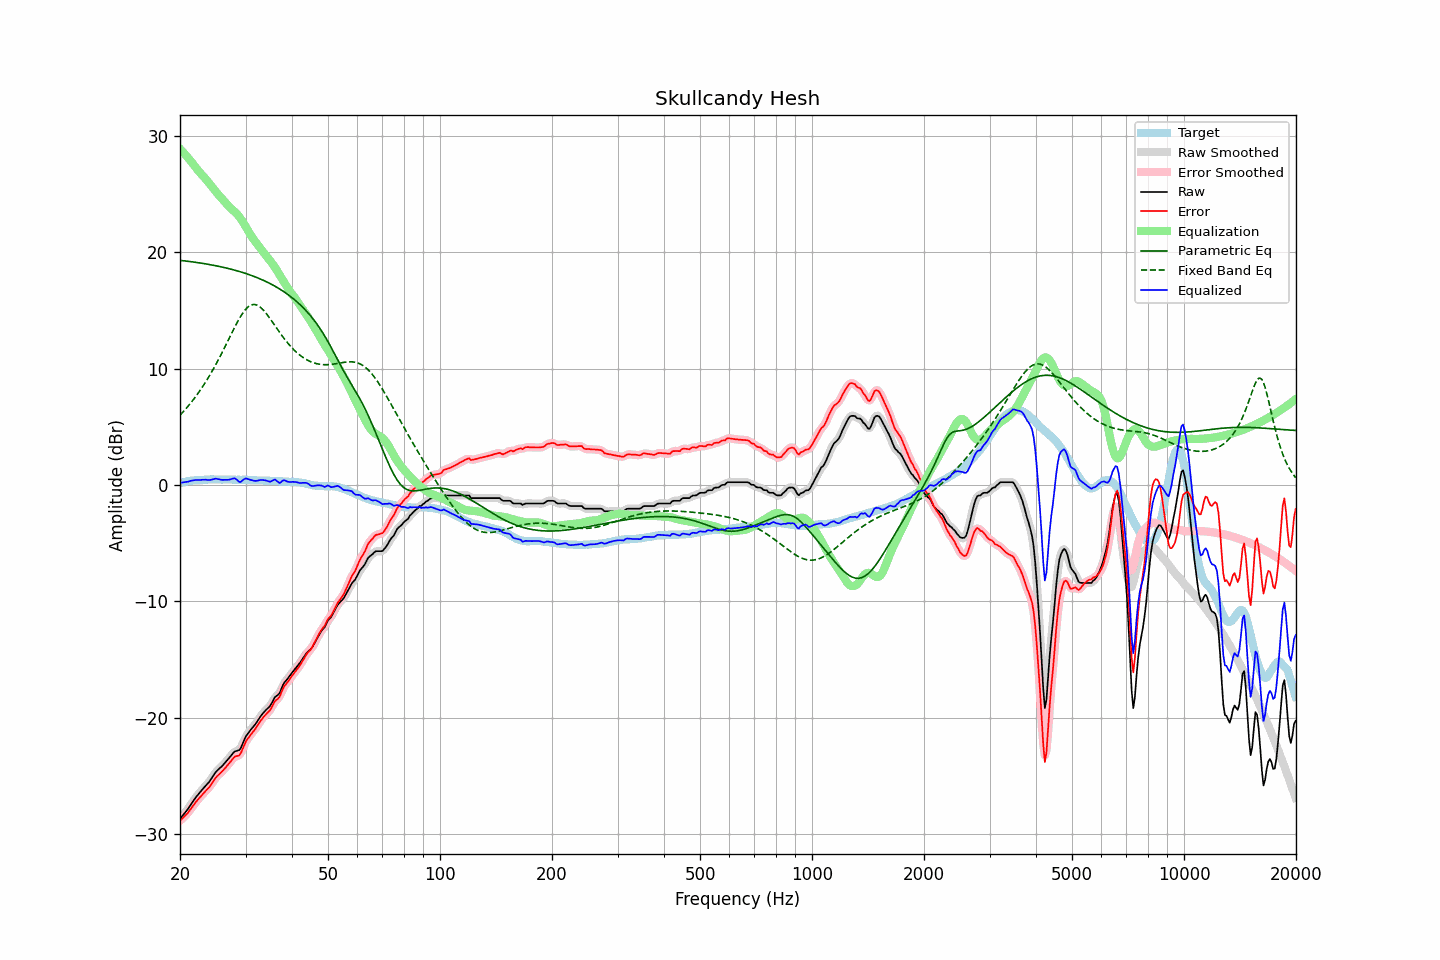 Skullcandy Hesh
Target
Raw Smoothed
Error Smoothed
Raw
Error
Equalization
Parametric Eq
Fixed Band Eq
Equalized
Amplitude (dBr)
30
20
10
0
−10
−20
−30
20 50 100 200 500 1000 2000 5000 10000 20000
Frequency (Hz)